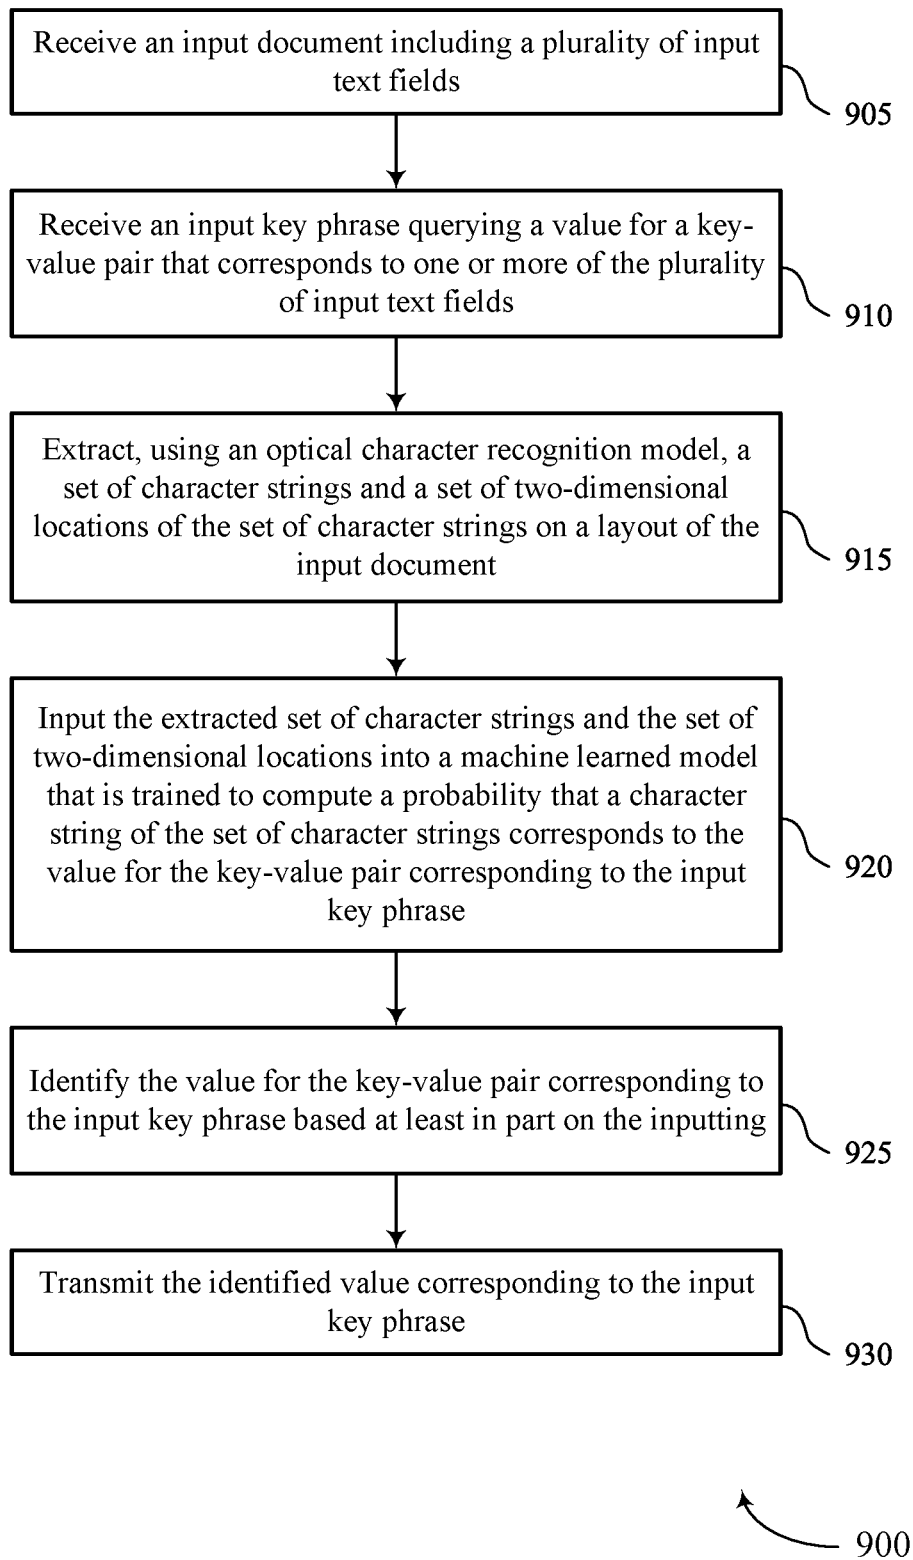 Receive an input document including a plurality of input
text fields
905
Receive an input key phrase querying a value for a key-
value pair that corresponds to one or more of the plurality
of input text fields
910
Extract, using an optical character recognition model, a
set of character strings and a set of two-dimensional
locations of the set of character strings on a layout of the
input document
915
Input the extracted set of character strings and the set of
two-dimensional locations into a machine learned model
that is trained to compute a probability that a character
string of the set of character strings corresponds to the
value for the key-value pair corresponding to the input
key phrase
920
Identify the value for the key-value pair corresponding to
the input key phrase based at least in part on the inputting
925
Transmit the identified value corresponding to the input
key phrase
930
900